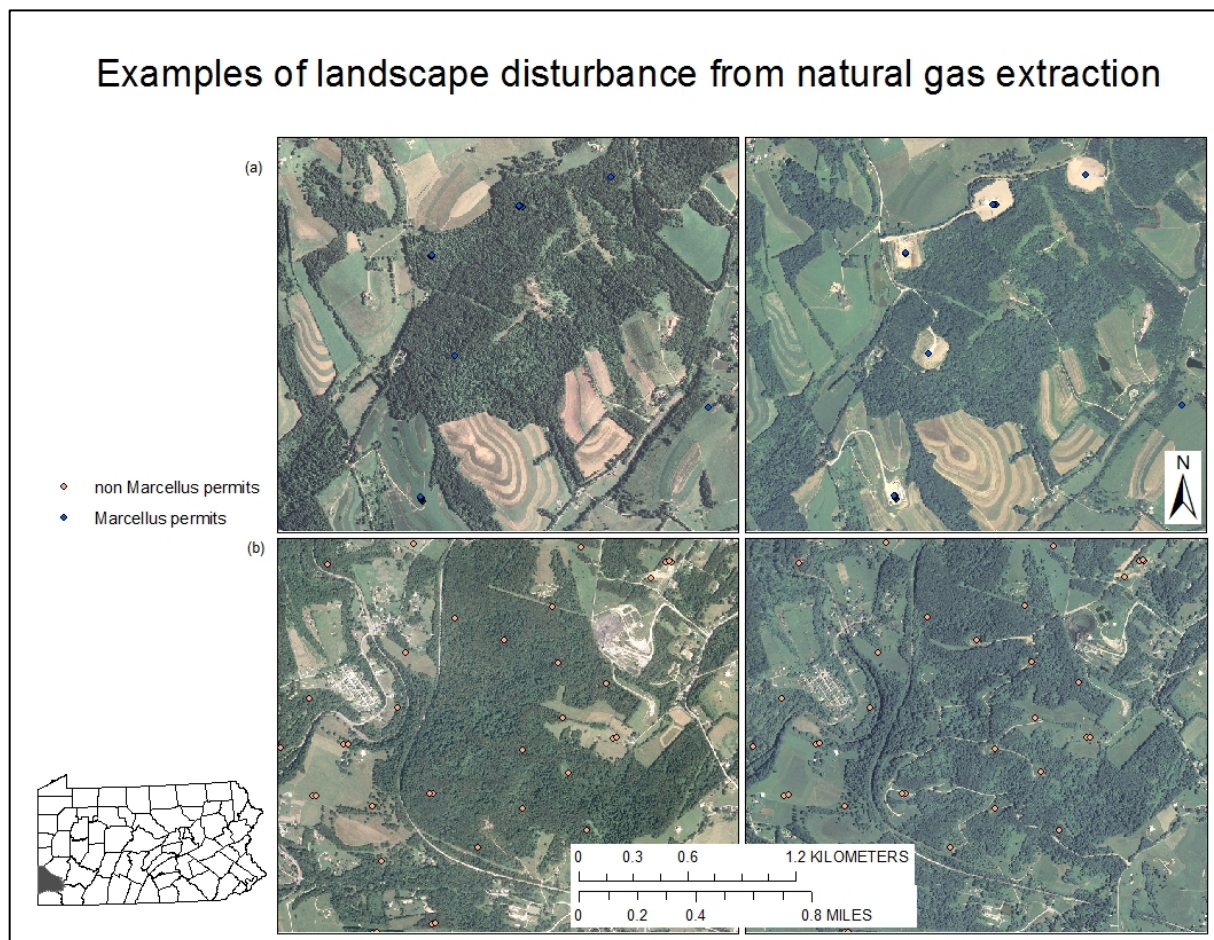 Examples of landscape disturbance from natural gas extraction
(a)
N
non Marcellus permits
Marcellus permits
(b)
0 0.3 0.6 1.2 KILOMETERS
0 0.2 0.4 0.8 MILES